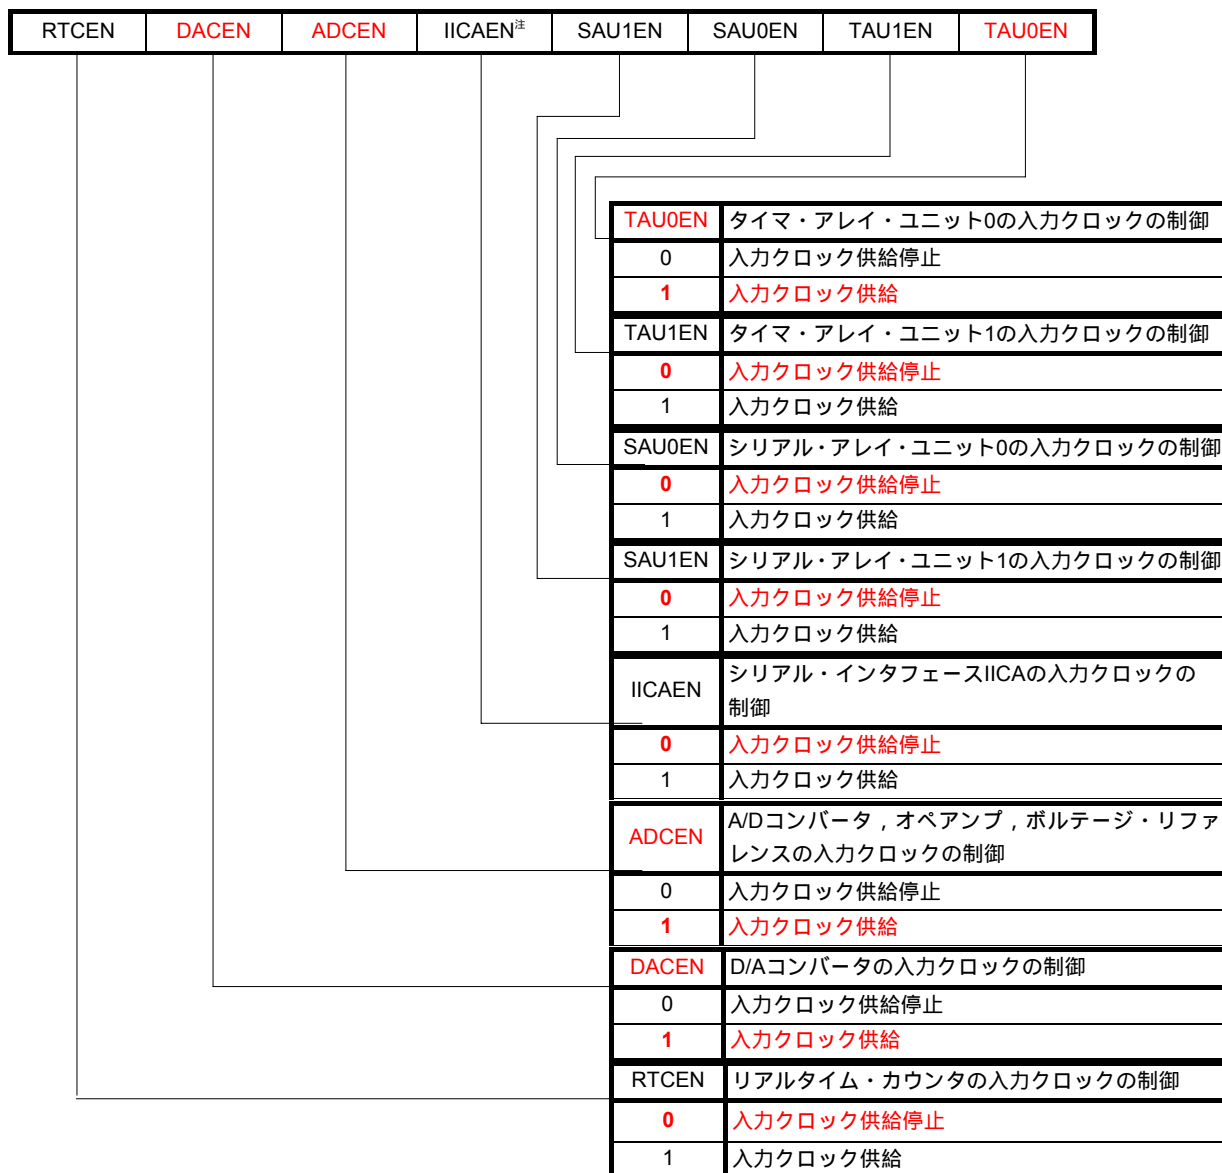 RTCEN DACEN ADCEN IICAEN注 SAU1EN SAU0EN TAU1EN TAU0EN
TAU0EN タイマ・アレイ・ユニット0の入力クロックの制御
0 入力クロック供給停止
1 入力クロック供給
TAU1EN タイマ・アレイ・ユニット1の入力クロックの制御
0 入力クロック供給停止
1 入力クロック供給
SAU0EN シリアル・アレイ・ユニット0の入力クロックの制御
0 入力クロック供給停止
1 入力クロック供給
SAU1EN シリアル・アレイ・ユニット1の入力クロックの制御
0 入力クロック供給停止
1 入力クロック供給
IICAEN シリアル・インタフェースIICAの入力クロックの
制御
0 入力クロック供給停止
1 入力クロック供給
ADCEN A/Dコンバータ，オペアンプ，ボルテージ・リファ
レンスの入力クロックの制御
0 入力クロック供給停止
1 入力クロック供給
DACEN D/Aコンバータの入力クロックの制御
0 入力クロック供給停止
1 入力クロック供給
RTCEN リアルタイム・カウンタの入力クロックの制御
0 入力クロック供給停止
1 入力クロック供給